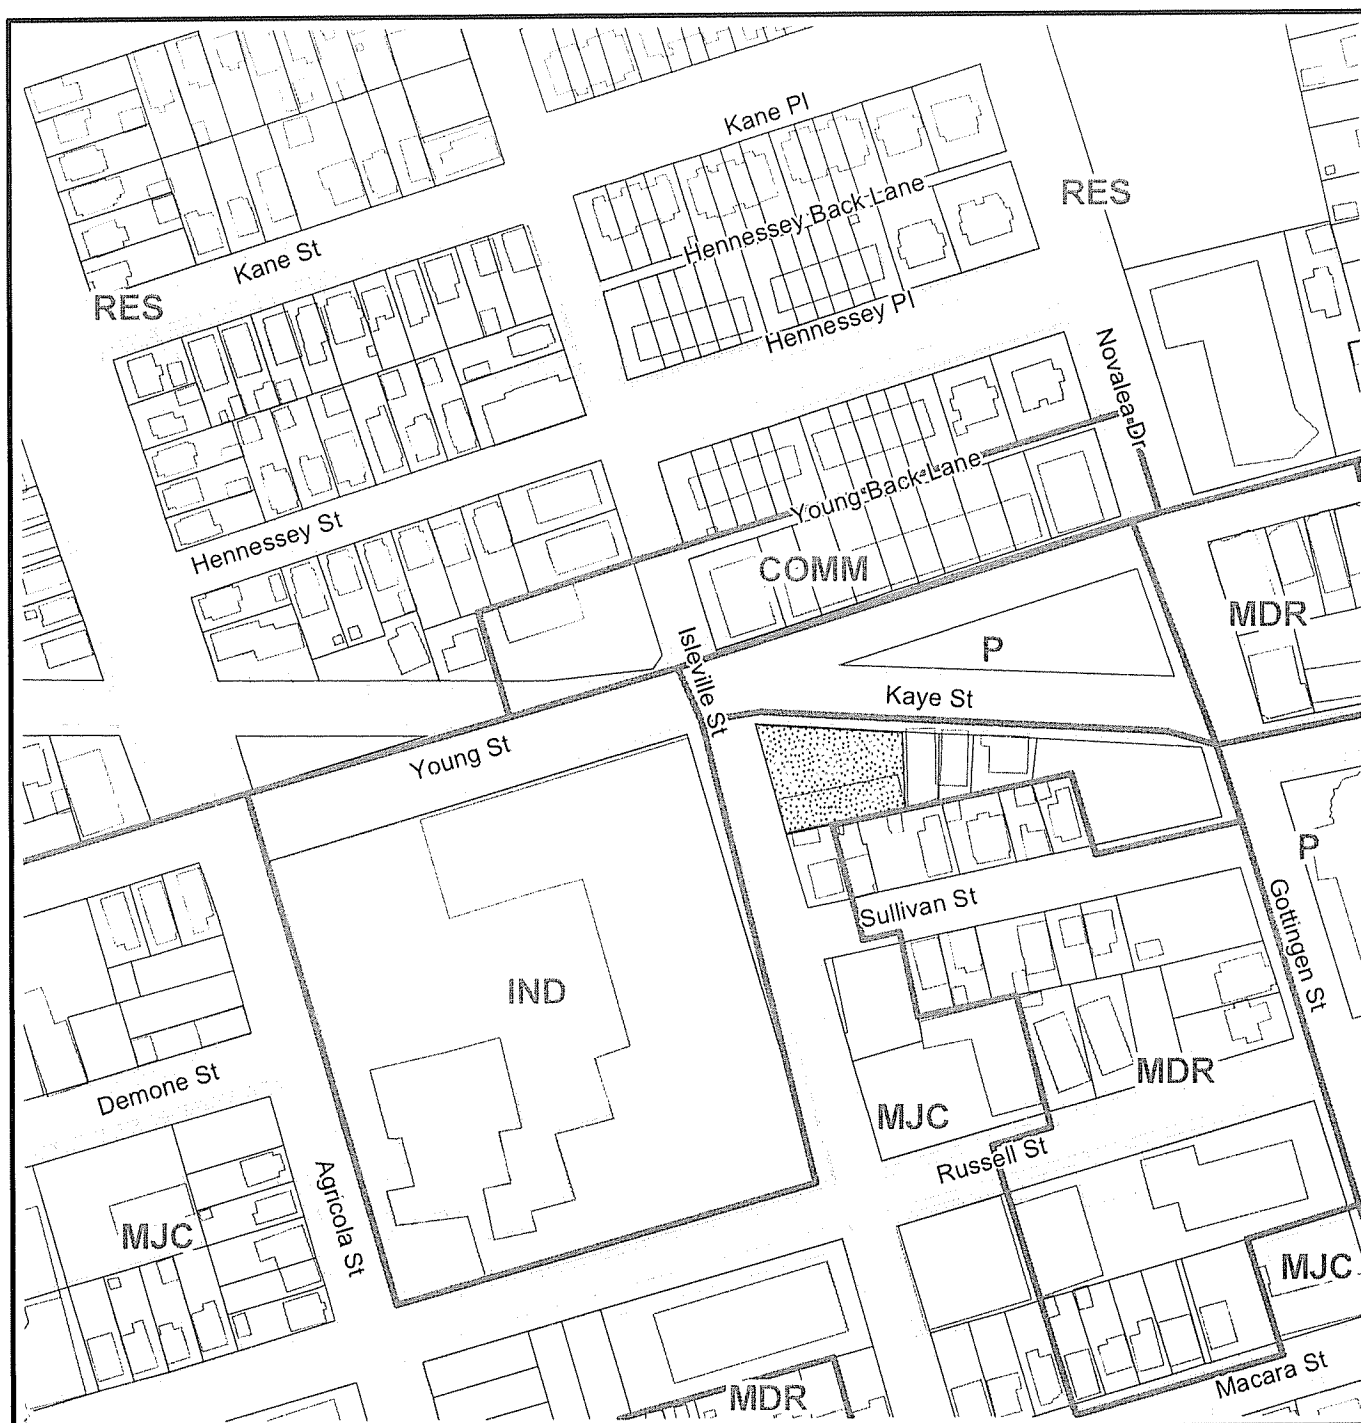 Kane Pl
RES
Hennessey Back Lane
Kane St
RES
Hennessey Pl
Novalea Dr
Young Back Lane
Hennessey St
COMM
MDR
P
Isleville St
Kaye St
Young St
P
Sullivan St
Gottingen St
IND
Demone St
MDR
MJC
Russell St
Agricola St
MJC
MJC
Macara St
MDR